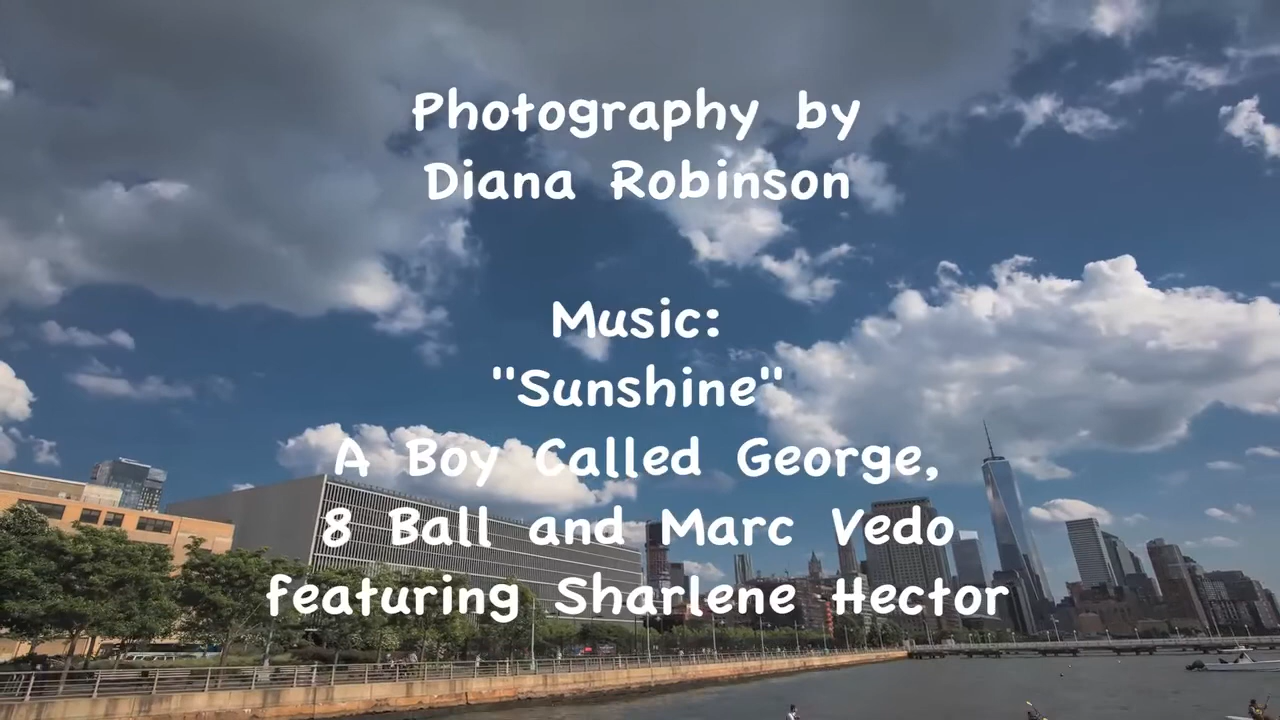 Photography by
Diana Robinson
Music:
"Sunshine"
A Boy Called George,
8 Ball and Marc Vedo
featuring Sharlene Hector